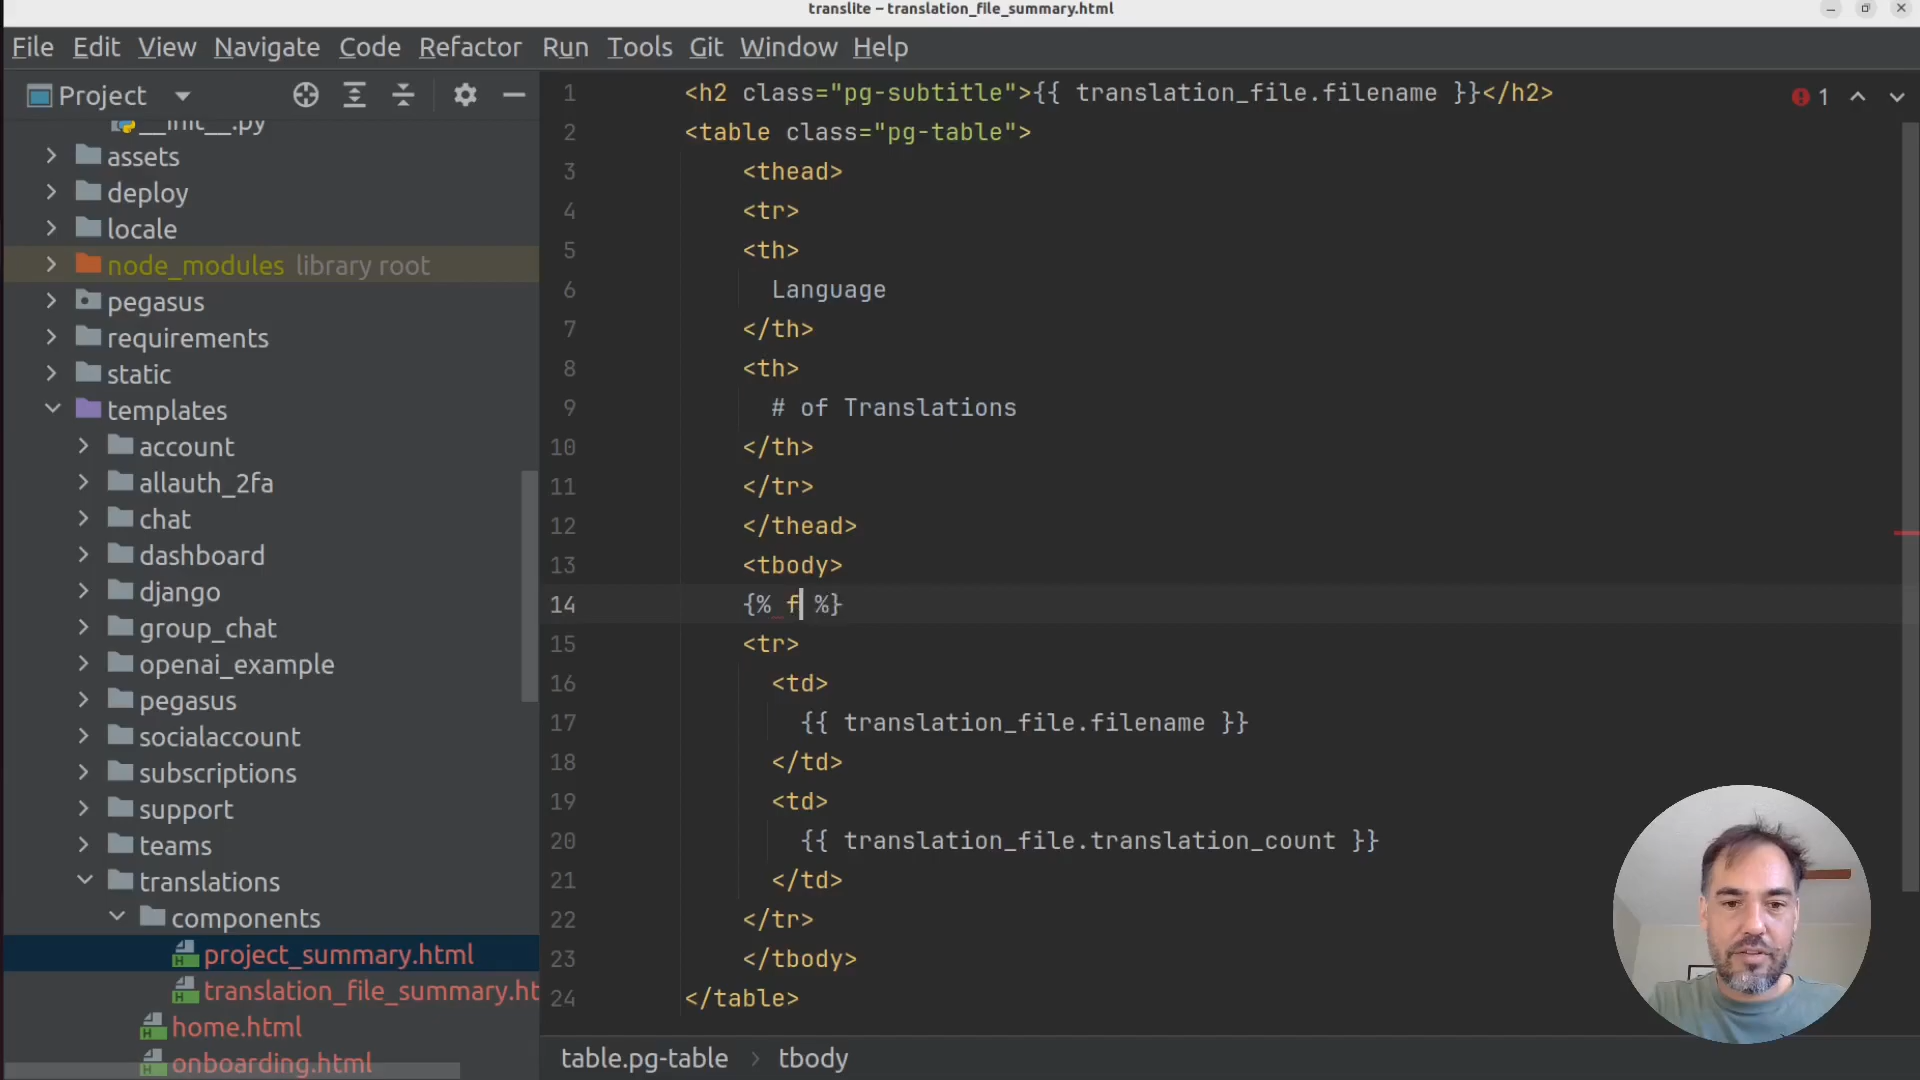 translite – translation_file_summary.html
File Edit View Navigate Code Refactor Run Tools Git Window Help
Project
__init__.py
assets
deploy
locale
node_modules library root
pegasus
requirements
static
templates
account
allauth_2fa
chat
dashboard
django
group_chat
openai_example
pegasus
socialaccount
subscriptions
support
teams
translations
components
project_summary.html
translation_file_summary.ht
home.html
onboarding.html
1 <h2 class="pg-subtitle">{{ translation_file.filename }}</h2>
2 <table class="pg-table">
3 <thead>
4 <tr>
5 <th>
6 Language
7 </th>
8 <th>
9 # of Translations
10 </th>
11 </tr>
12 </thead>
13 <tbody>
14 {% f %}
15 <tr>
16 <td>
17 {{ translation_file.filename }}
18 </td>
19 <td>
20 {{ translation_file.translation_count }}
21 </td>
22 </tr>
23 </tbody>
24 </table>
1
table.pg-table › tbody